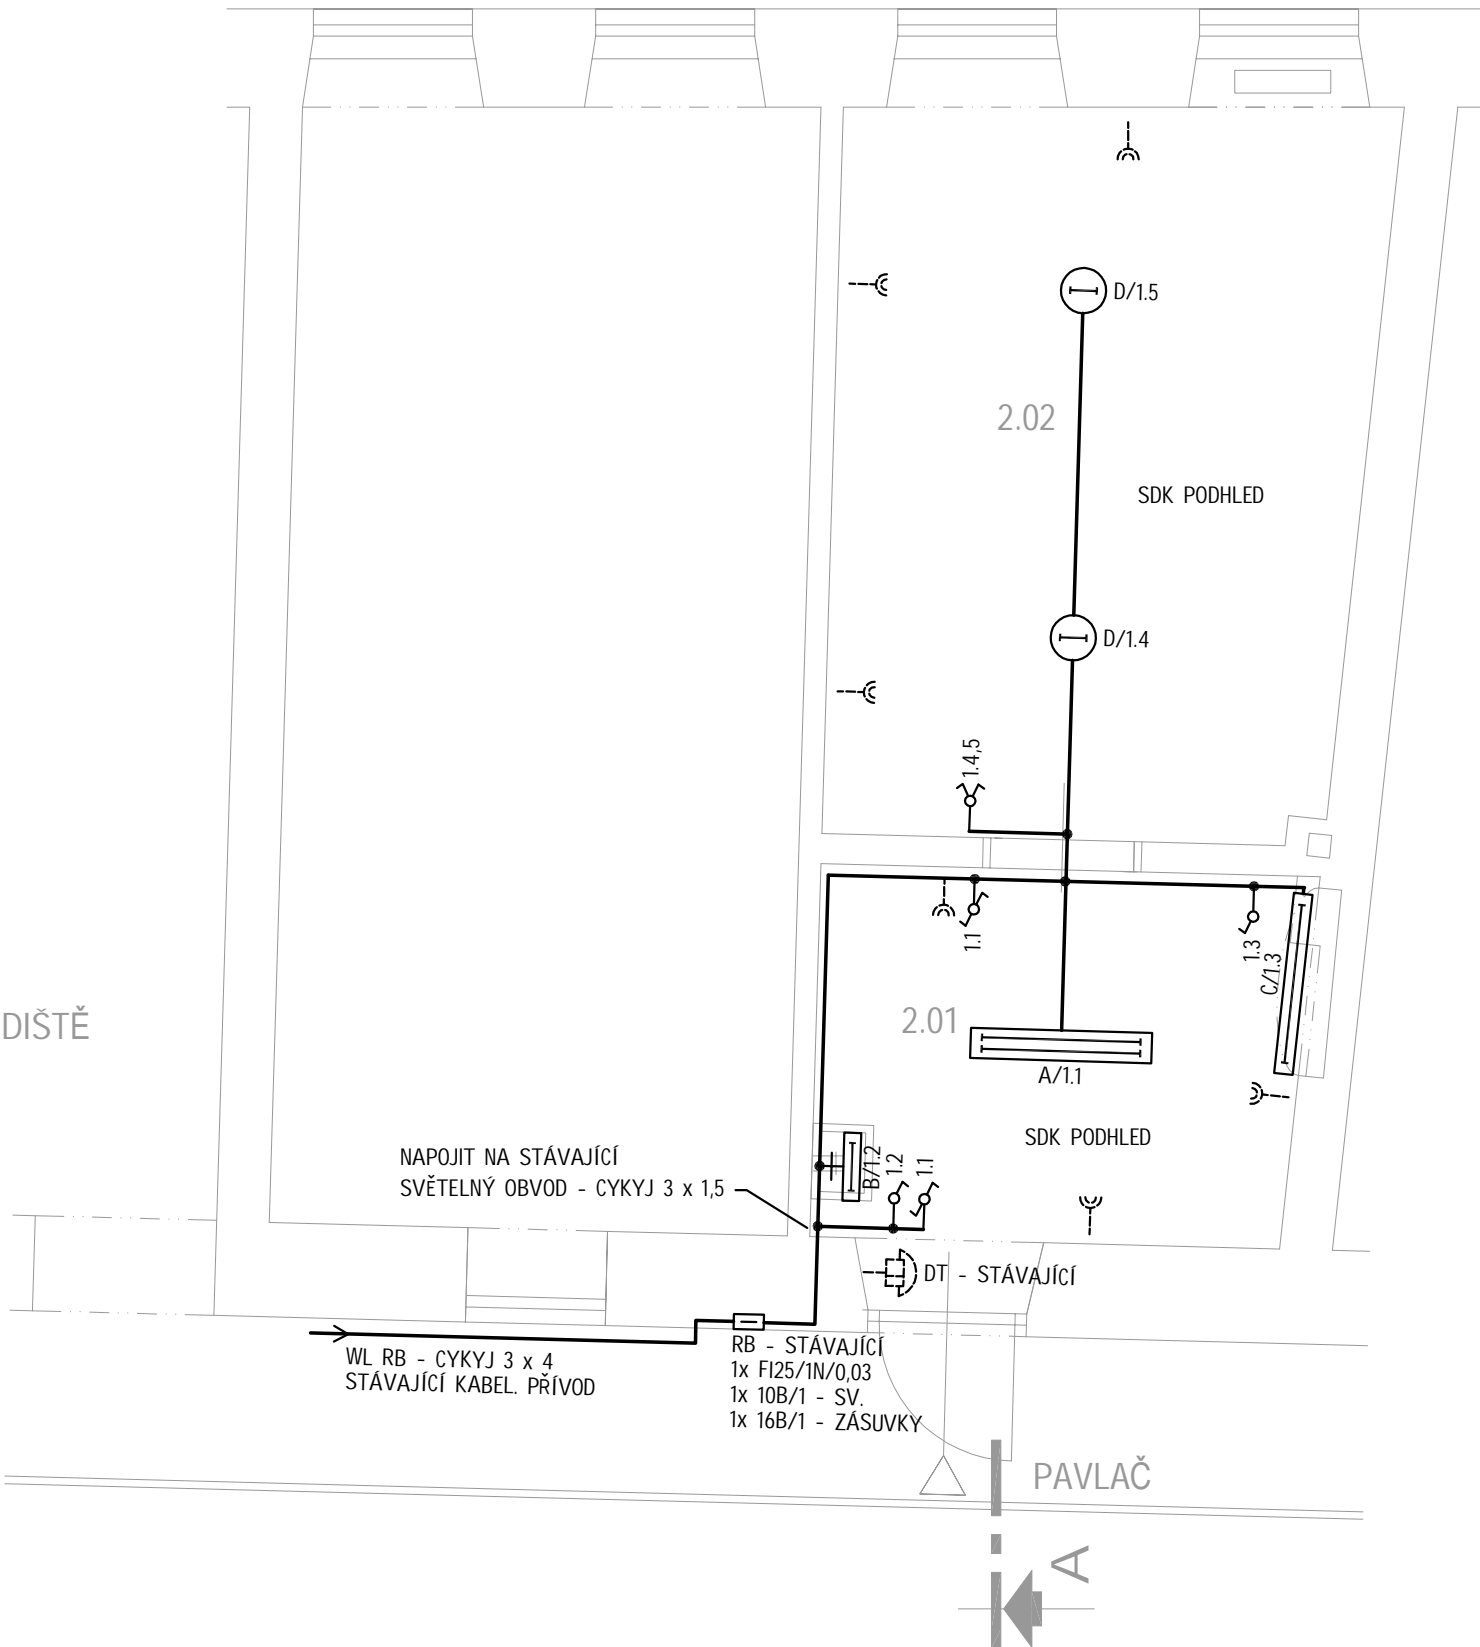 D/1.5
2.02
SDK PODHLED
D/1.4
1.4,5
1.1
1.3
C/1.3
2.01
DIŠTĚ
A/1.1
SDK PODHLED
NAPOJIT NA STÁVAJÍCÍ
SVĚTELNÝ OBVOD - CYKYJ 3 x 1,5
B/1.2
1.2
1.1
DT - STÁVAJÍCÍ
RB - STÁVAJÍCÍ
1x FI25/1N/0,03
1x 10B/1 - SV.
1x 16B/1 - ZÁSUVKY
WL RB - CYKYJ 3 x 4
STÁVAJÍCÍ KABEL. PŘÍVOD
PAVLAČ
A